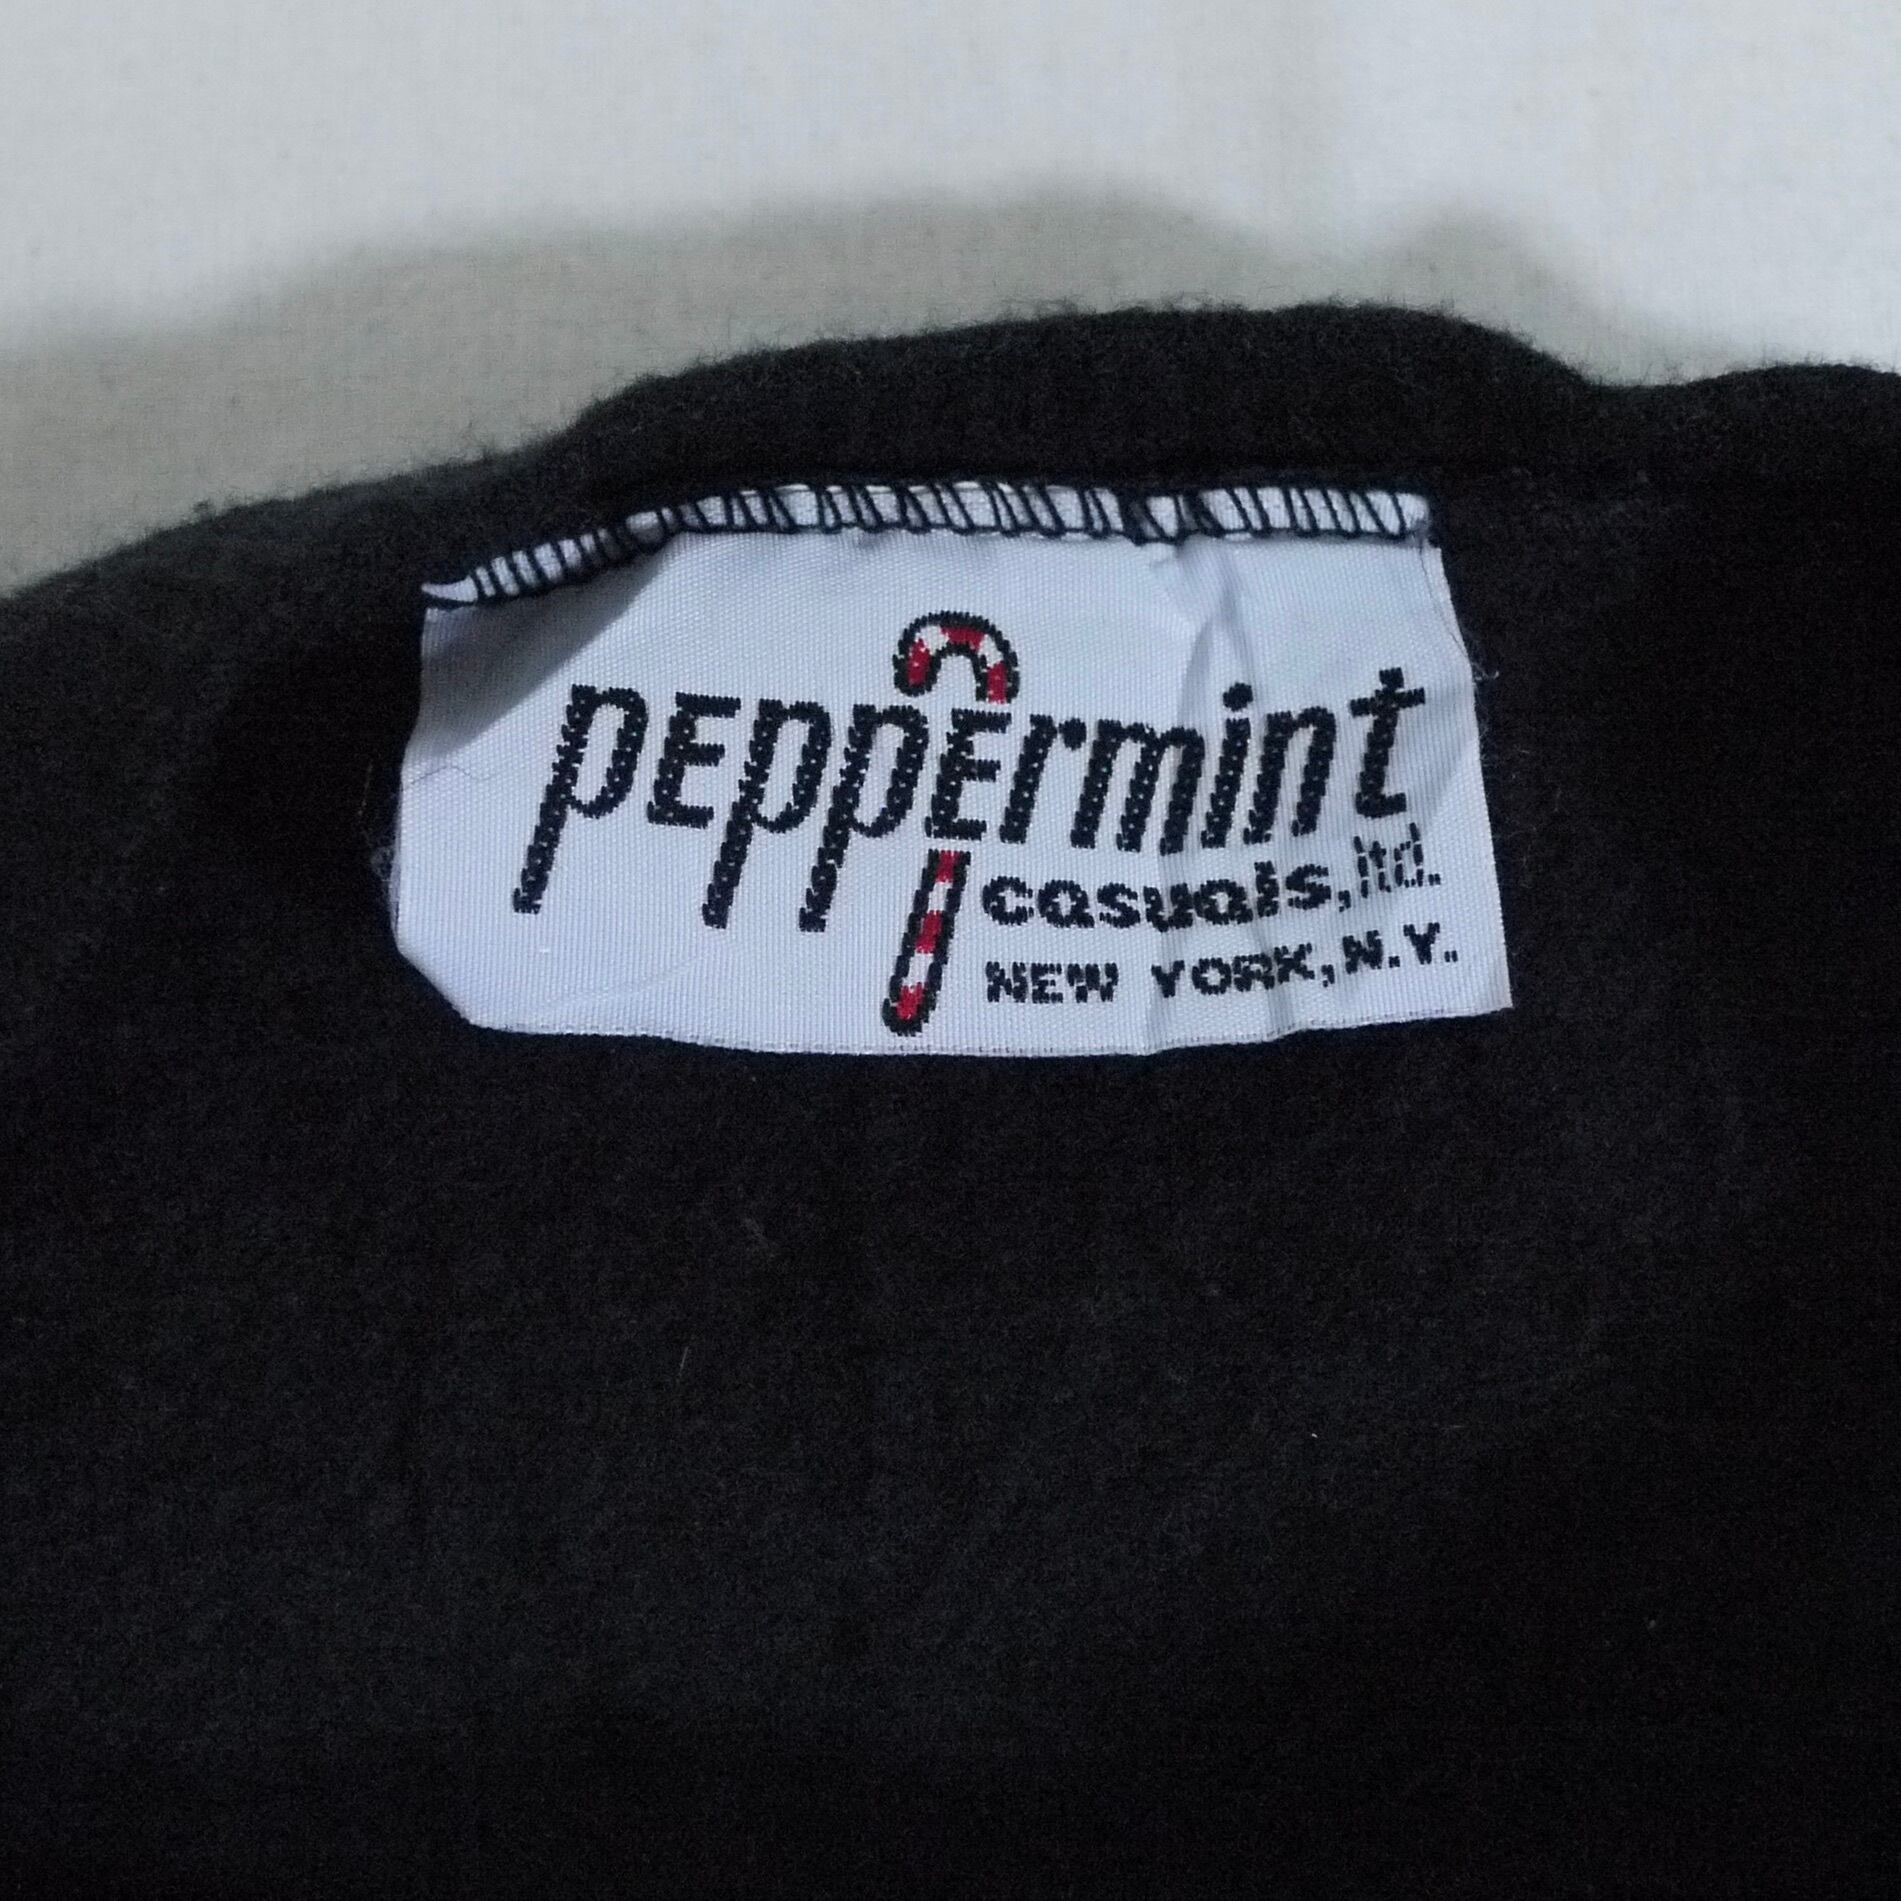 pEppErmint
casuals, ltd.
NEW YORK, N.Y.